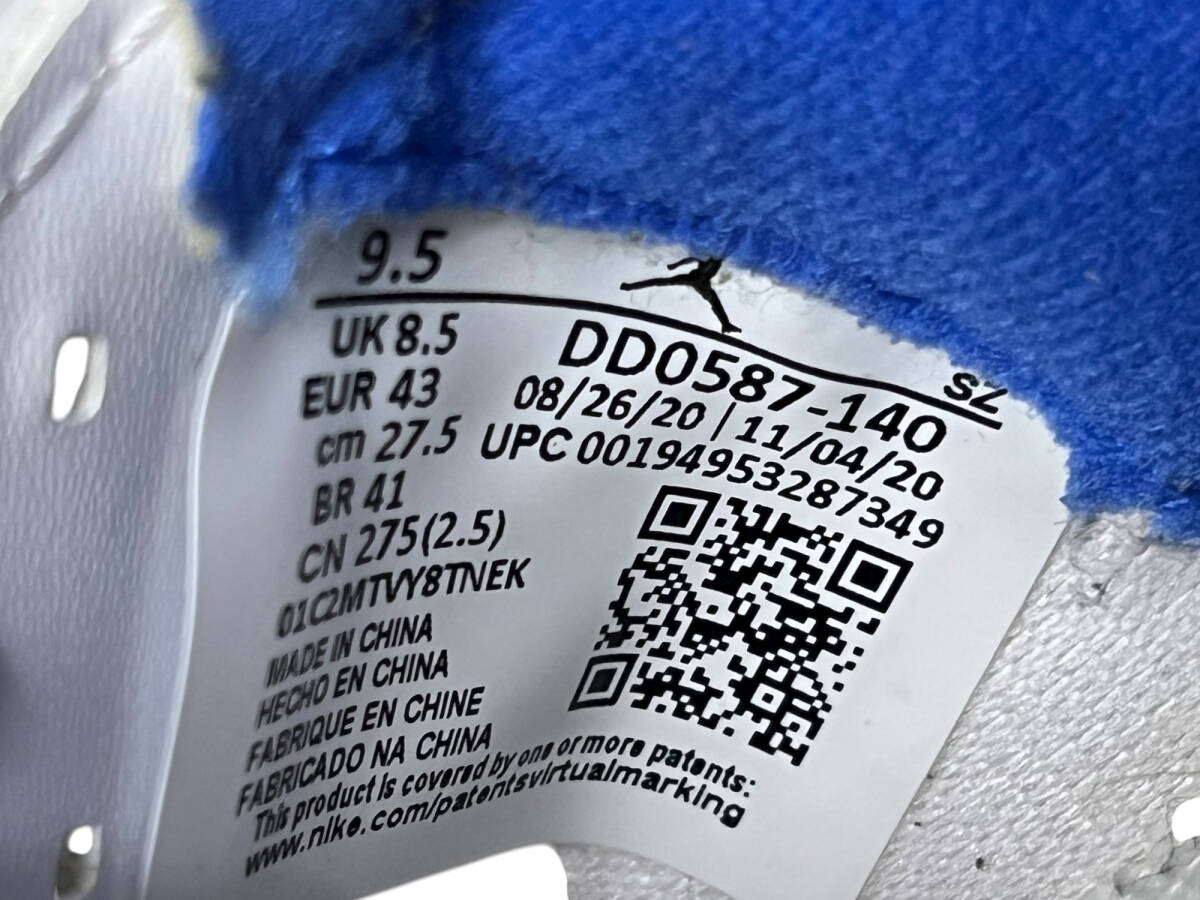 9.5
UK 8.5
EUR 43
cm 27.5
BR 41
CN 275(2.5)
01C2MTVY8TNEK
MADE IN CHINA
HECHO EN CHINA
FABRIQUE EN CHINE
FABRICADO NA CHINA
This product is covered by one or more patents:
www.nike.com/patentsvirtualmarking
SZ
DD0587-140
08/26/20 | 11/04/20
UPC 00194953287349